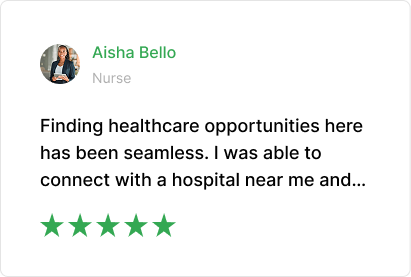 Aisha Bello
Nurse
Finding healthcare opportunities here
has been seamless. I was able to
connect with a hospital near me and...